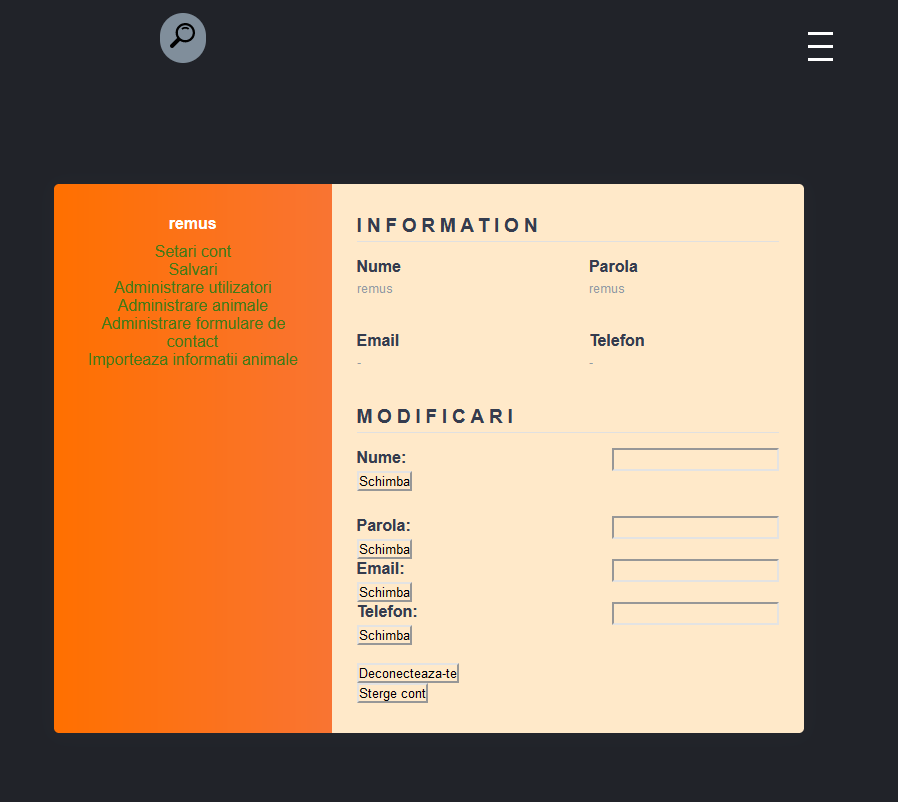 remus
Setari cont
Salvari
Administrare utilizatori
Administrare animale
Administrare formulare de
contact
Importeaza informatii animale
INFORMATION
Nume Parola
remus remus
Email Telefon
- -
MODIFICARI
Nume:
Schimba
Parola:
Schimba
Email:
Schimba
Telefon:
Schimba
Deconecteaza-te
Sterge cont